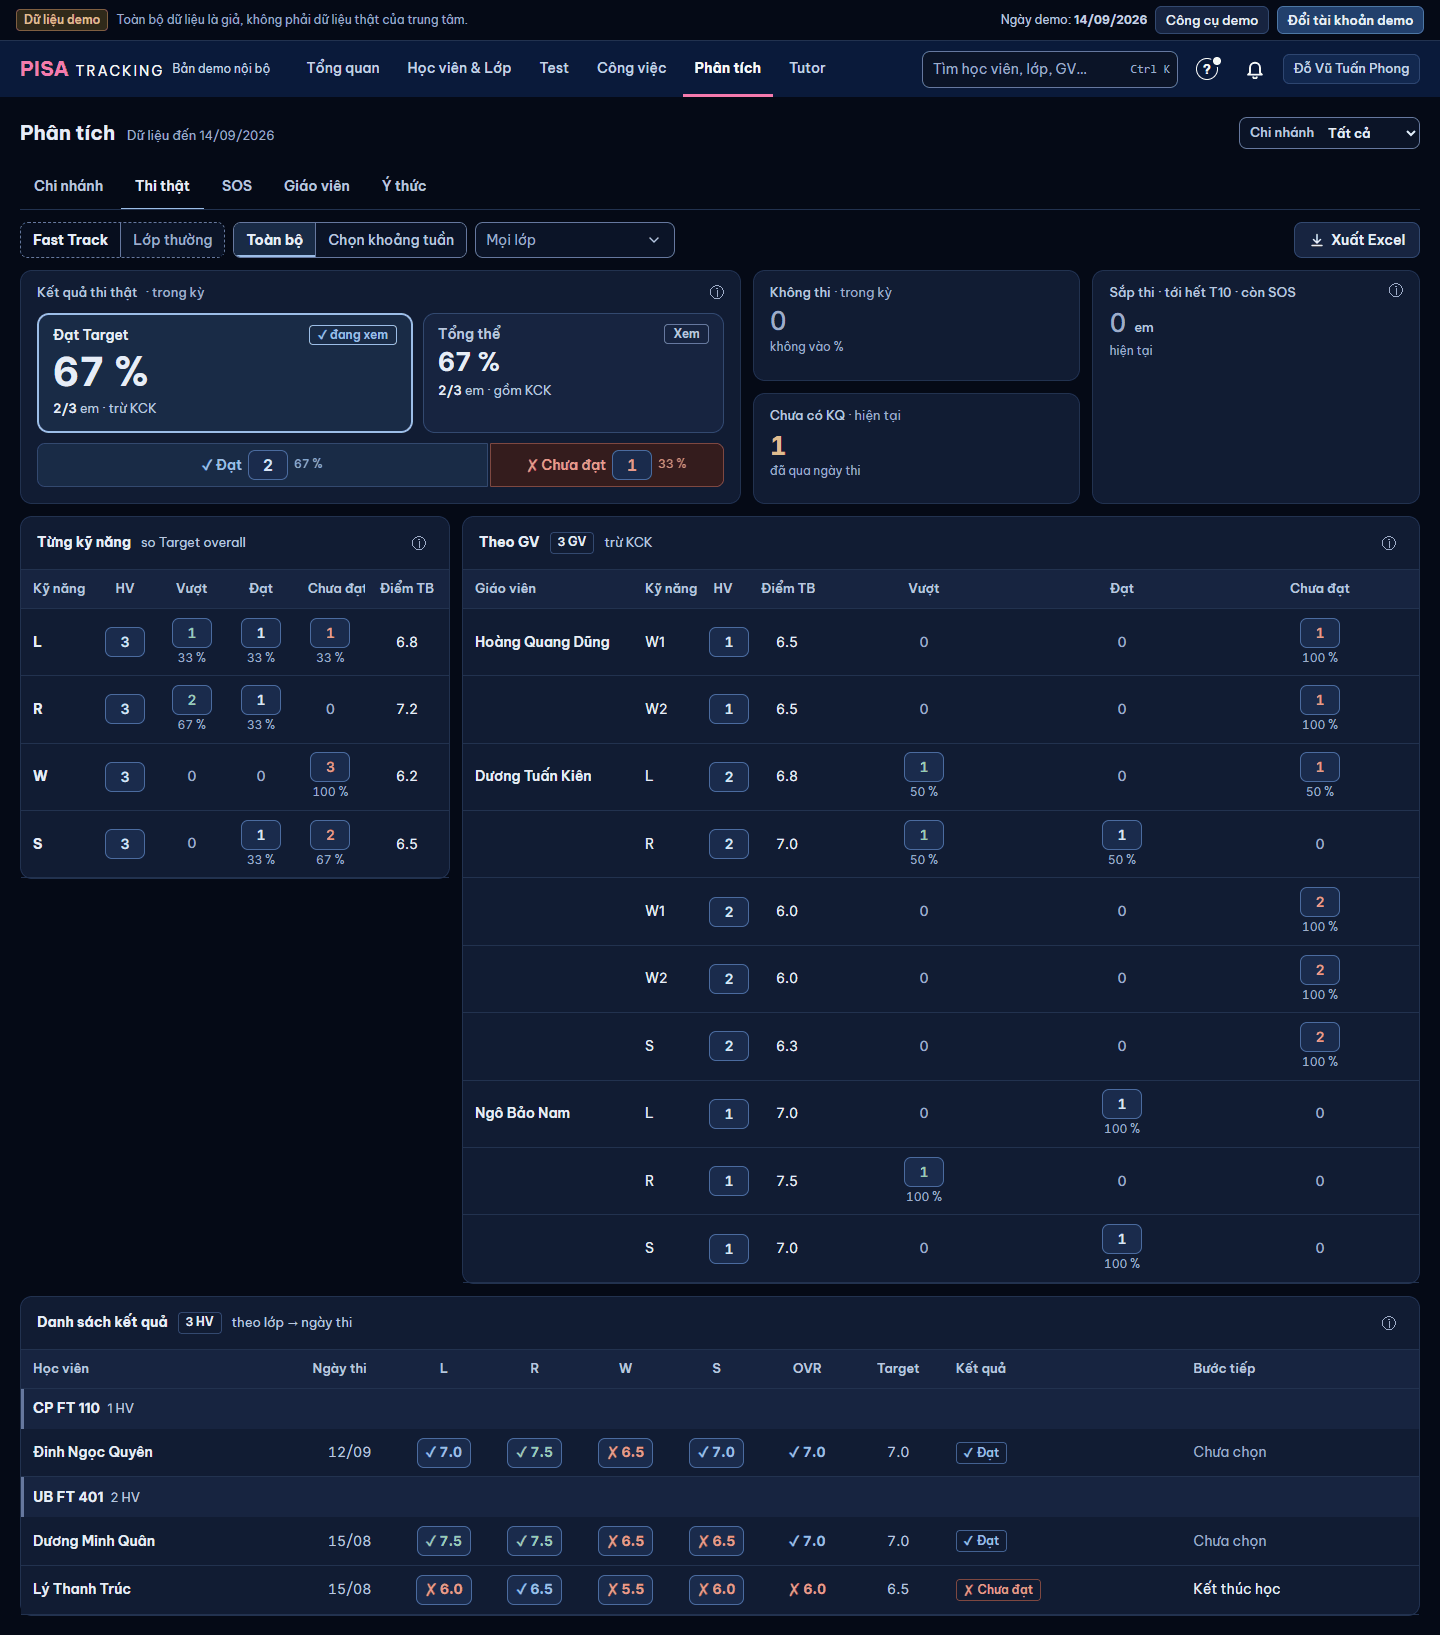 Dữ liệu demo Toàn bộ dữ liệu là giả, không phải dữ liệu thật của trung tâm. Ngày demo: 14/09/2026 Công cụ demo Đổi tài khoản demo
PISA TRACKING Bản demo nội bộ Tổng quan Học viên & Lớp Test Công việc Phân tích Tutor Tìm học viên, lớp, GV... Ctrl K ? Đỗ Vũ Tuấn Phong
Phân tích Dữ liệu đến 14/09/2026 Chi nhánh Tất cả
Chi nhánh Thi thật SOS Giáo viên Ý thức
Fast Track Lớp thường Toàn bộ Chọn khoảng tuần Mọi lớp Xuất Excel
Kết quả thi thật · trong kỳ
Đạt Target ✓ đang xem
67 %
2/3 em · trừ KCK
Tổng thể Xem
67 %
2/3 em · gồm KCK
✓ Đạt 2 67 % ✗ Chưa đạt 1 33 %
Không thi · trong kỳ
0
không vào %
Chưa có KQ · hiện tại
1
đã qua ngày thi
Sắp thi · tới hết T10 · còn SOS
0 em
hiện tại
Từng kỹ năng so Target overall
Kỹ năng HV Vượt Đạt Chưa đạt Điểm TB
L 3 1 1 1 6.8
33 % 33 % 33 %
R 3 2 1 0 7.2
67 % 33 %
W 3 0 0 3 6.2
100 %
S 3 0 1 2 6.5
33 % 67 %
Theo GV 3 GV trừ KCK
Giáo viên Kỹ năng HV Điểm TB Vượt Đạt Chưa đạt
Hoàng Quang Dũng W1 1 6.5 0 0 1
100 %
W2 1 6.5 0 0 1
100 %
Dương Tuấn Kiên L 2 6.8 1 0 1
50 % 50 %
R 2 7.0 1 1 0
50 % 50 %
W1 2 6.0 0 0 2
100 %
W2 2 6.0 0 0 2
100 %
S 2 6.3 0 0 2
100 %
Ngô Bảo Nam L 1 7.0 0 1 0
100 %
R 1 7.5 1 0 0
100 %
S 1 7.0 0 1 0
100 %
Danh sách kết quả 3 HV theo lớp → ngày thi
Học viên Ngày thi L R W S OVR Target Kết quả Bước tiếp
CP FT 110 1 HV
Đinh Ngọc Quyên 12/09 ✓ 7.0 ✓ 7.5 ✗ 6.5 ✓ 7.0 ✓ 7.0 7.0 ✓ Đạt Chưa chọn
UB FT 401 2 HV
Dương Minh Quân 15/08 ✓ 7.5 ✓ 7.5 ✗ 6.5 ✗ 6.5 ✓ 7.0 7.0 ✓ Đạt Chưa chọn
Lý Thanh Trúc 15/08 ✗ 6.0 ✓ 6.5 ✗ 5.5 ✗ 6.0 ✗ 6.0 6.5 ✗ Chưa đạt Kết thúc học